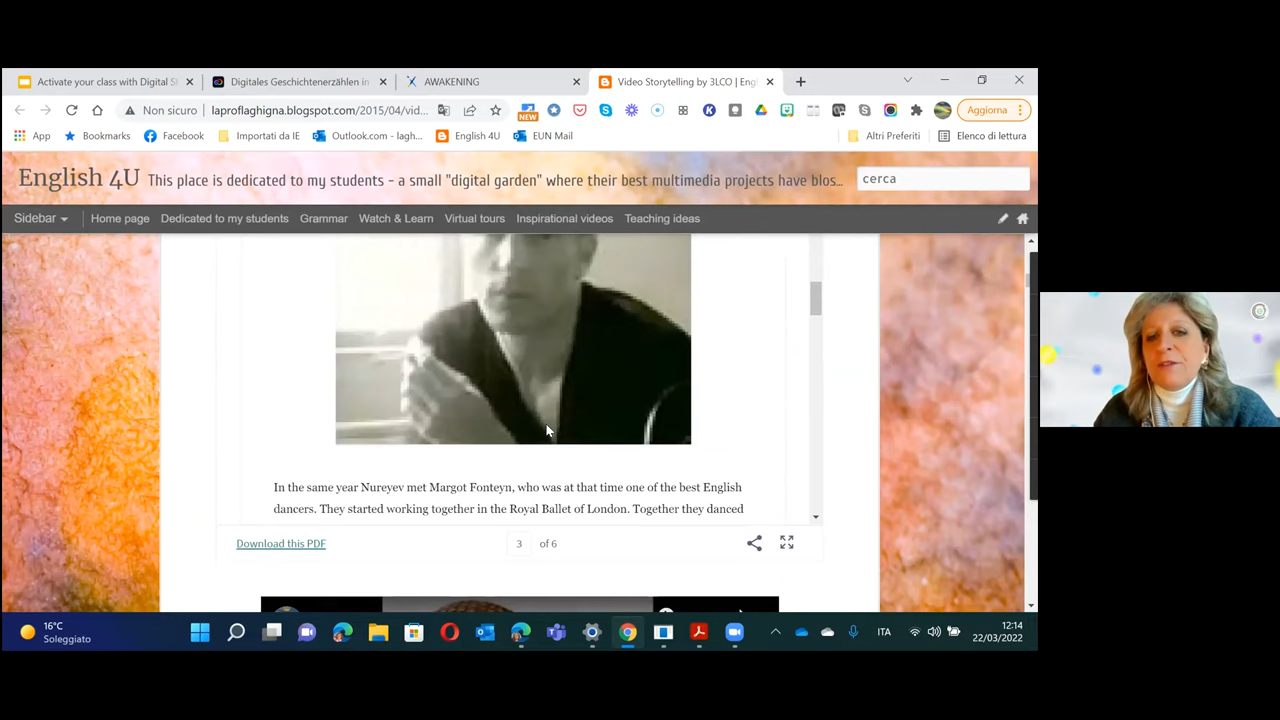 Activate your class with Digital S
Digitales Geschichtenerzählen in
AWAKENING
Video Storytelling by 3LCO | Eng
Non sicuro
laproflaghigna.blogspot.com/2015/04/vid...
NEW
Aggiorna
App
Bookmarks
Facebook
Importati da IE
Outlook.com - lagh...
English 4U
EUN Mail
Altri Preferiti
Elenco di lettura
English 4U
This place is dedicated to my students - a small "digital garden" where their best multimedia projects have blos...
cerca
Sidebar
Home page
Dedicated to my students
Grammar
Watch & Learn
Virtual tours
Inspirational videos
Teaching ideas
In the same year Nureyev met Margot Fonteyn, who was at that time one of the best English
dancers. They started working together in the Royal Ballet of London. Together they danced
Download this PDF
3 of 6
16°C
Soleggiato
ITA
12:14
22/03/2022